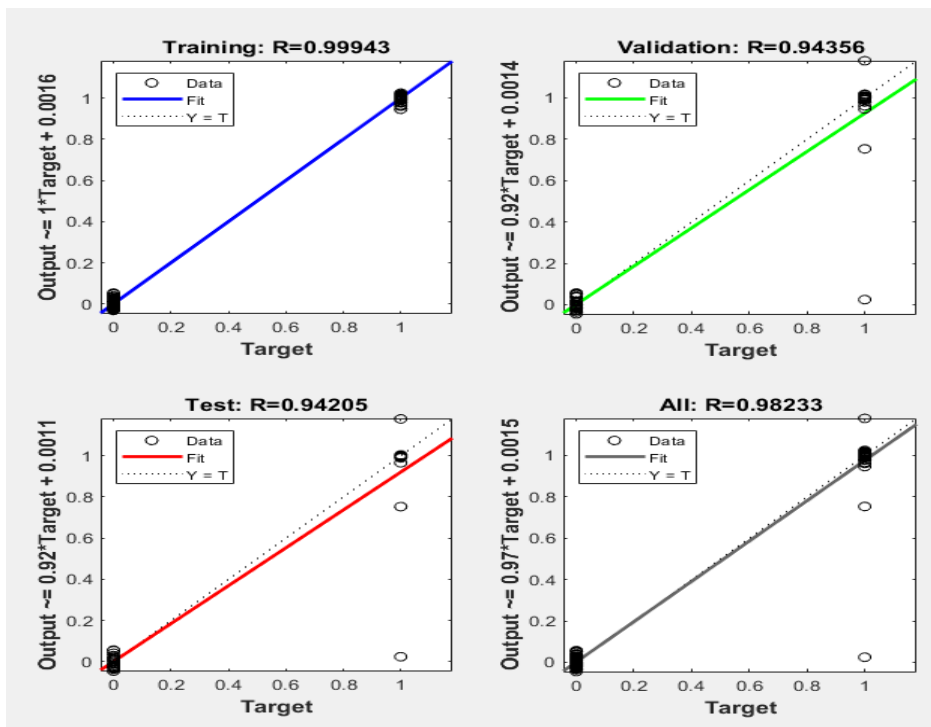 Training: R=0.99943
Output ~= 1*Target + 0.0016
Data
Fit
Y = T
1
0.8
0.6
0.4
0.2
0
0 0.2 0.4 0.6 0.8 1
Target
Validation: R=0.94356
Output ~= 0.92*Target + 0.0014
Data
Fit
Y = T
1
0.8
0.6
0.4
0.2
0
0 0.2 0.4 0.6 0.8 1
Target
Test: R=0.94205
Output ~= 0.92*Target + 0.0011
Data
Fit
Y = T
1
0.8
0.6
0.4
0.2
0
0 0.2 0.4 0.6 0.8 1
Target
All: R=0.98233
Output ~= 0.97*Target + 0.0015
Data
Fit
Y = T
1
0.8
0.6
0.4
0.2
0
0 0.2 0.4 0.6 0.8 1
Target